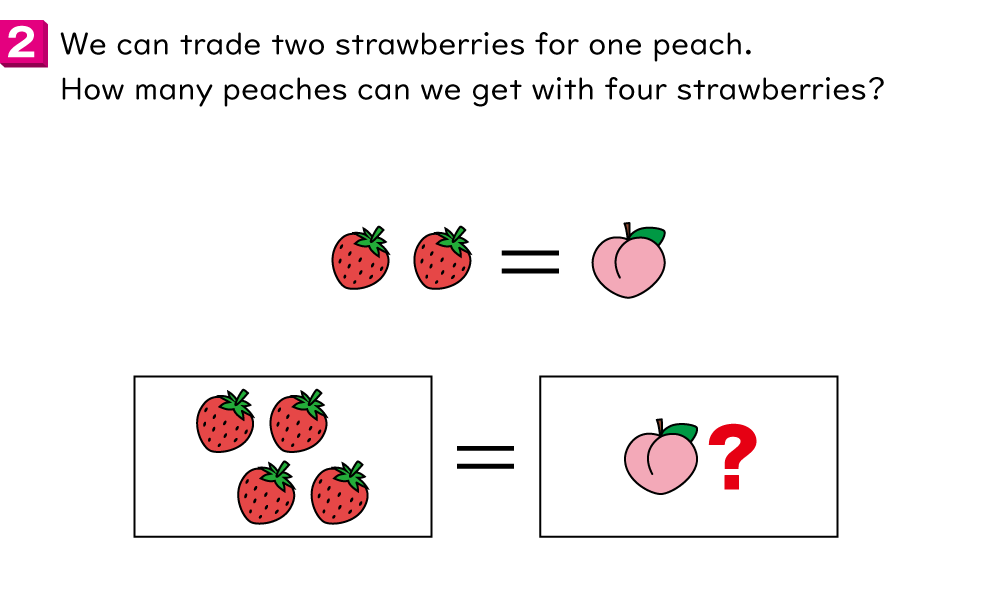 2 We can trade two strawberries for one peach.
How many peaches can we get with four strawberries?
=
= ?